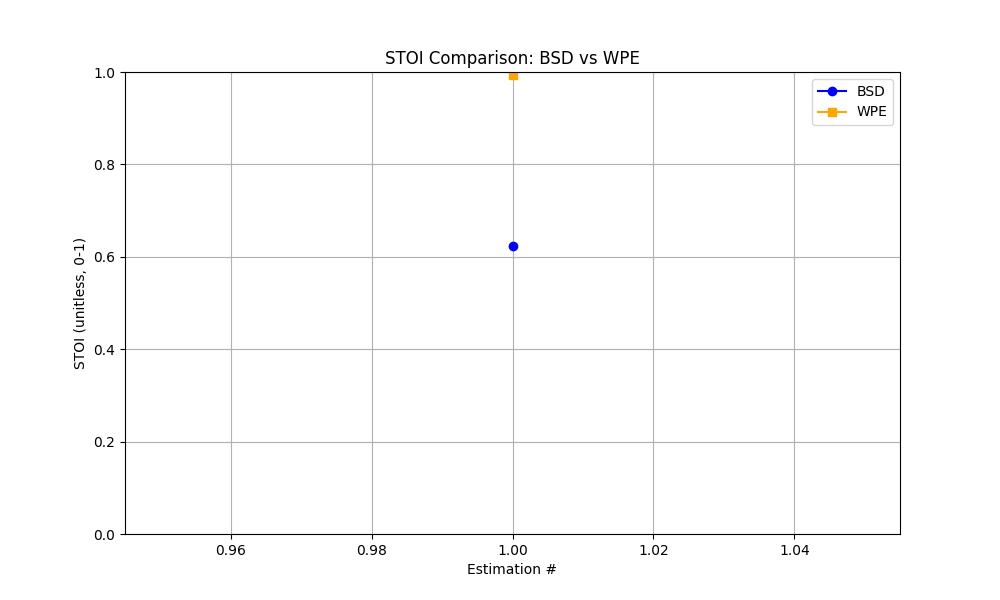 STOI Comparison: BSD vs WPE
BSD
WPE
1.0
0.8
0.6
0.4
0.2
0.0
STOI (unitless, 0-1)
0.96
0.98
1.00
1.02
1.04
Estimation #